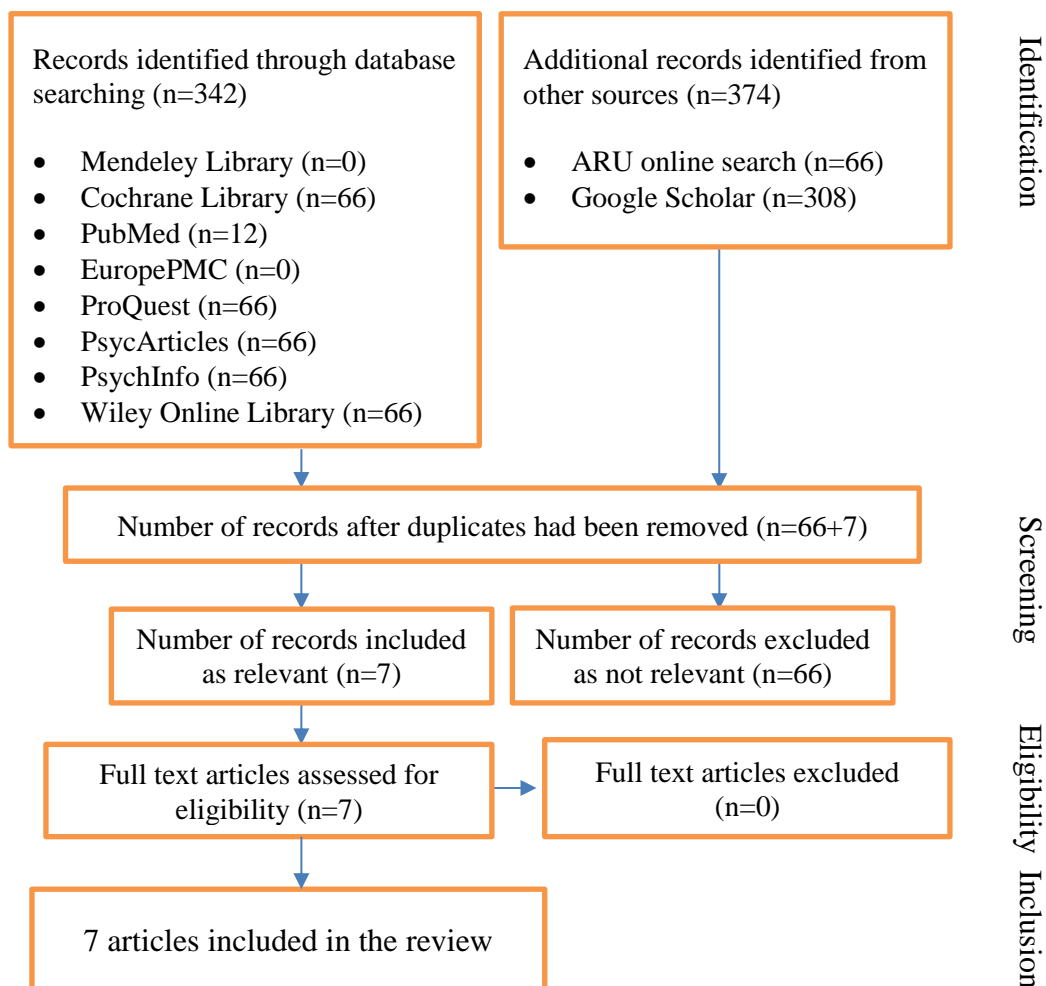 Records identified through database
searching (n=342)
• Mendeley Library (n=0)
• Cochrane Library (n=66)
• PubMed (n=12)
• EuropePMC (n=0)
• ProQuest (n=66)
• PsycArticles (n=66)
• PsychInfo (n=66)
• Wiley Online Library (n=66)
Additional records identified from
other sources (n=374)
• ARU online search (n=66)
• Google Scholar (n=308)
Identification
Number of records after duplicates had been removed (n=66+7)
Number of records included
as relevant (n=7)
Number of records excluded
as not relevant (n=66)
Screening
Full text articles assessed for
eligibility (n=7)
Full text articles excluded
(n=0)
Eligibility
7 articles included in the review
Inclusion